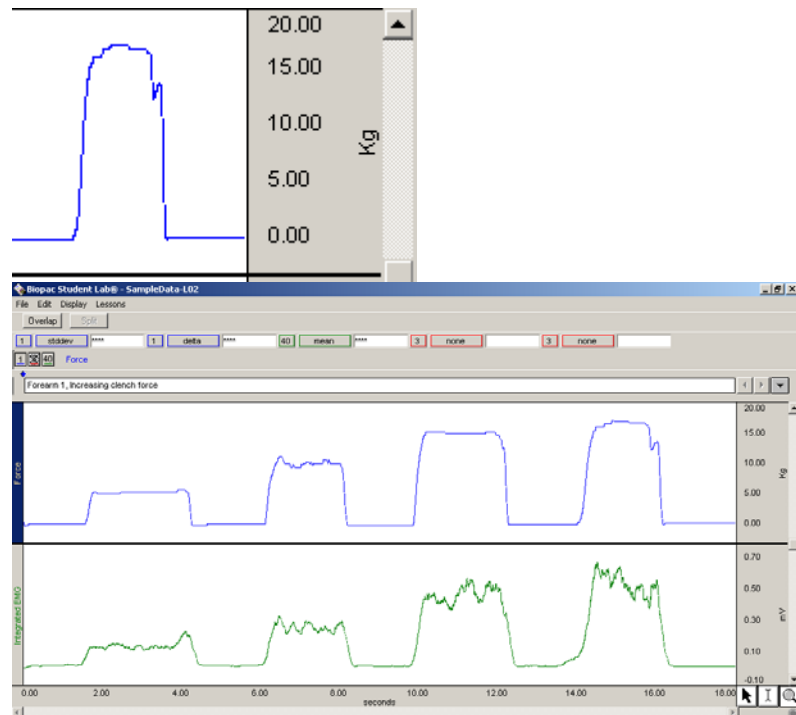 20.00
15.00
10.00
5.00
0.00
Kg
Biopac Student Lab® - SampleData-L02
File Edit Display Lessons
Overlap Split
1 stddev **** 1 delta **** 40 mean **** 3 none 3 none
1 40 Force
Forearm 1, Increasing clench force
Force
20.00
15.00
10.00
5.00
0.00
Kg
Integrated EMG
0.70
0.50
0.30
0.10
-0.10
mV
0.00 2.00 4.00 6.00 8.00 10.00 12.00 14.00 16.00 18.00
seconds